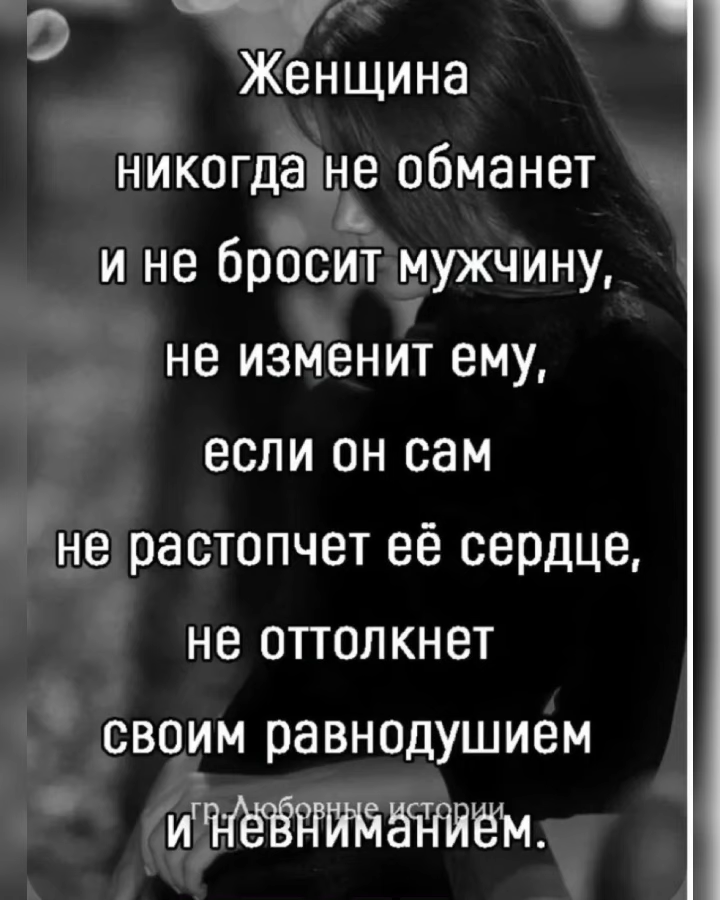 Женщина
никогда не обманет
и не бросит мужчину,
не изменит ему,
если он сам
не растопчет её сердце,
не оттолкнет
своим равнодушием
гр. Любовные истории
и невниманием.